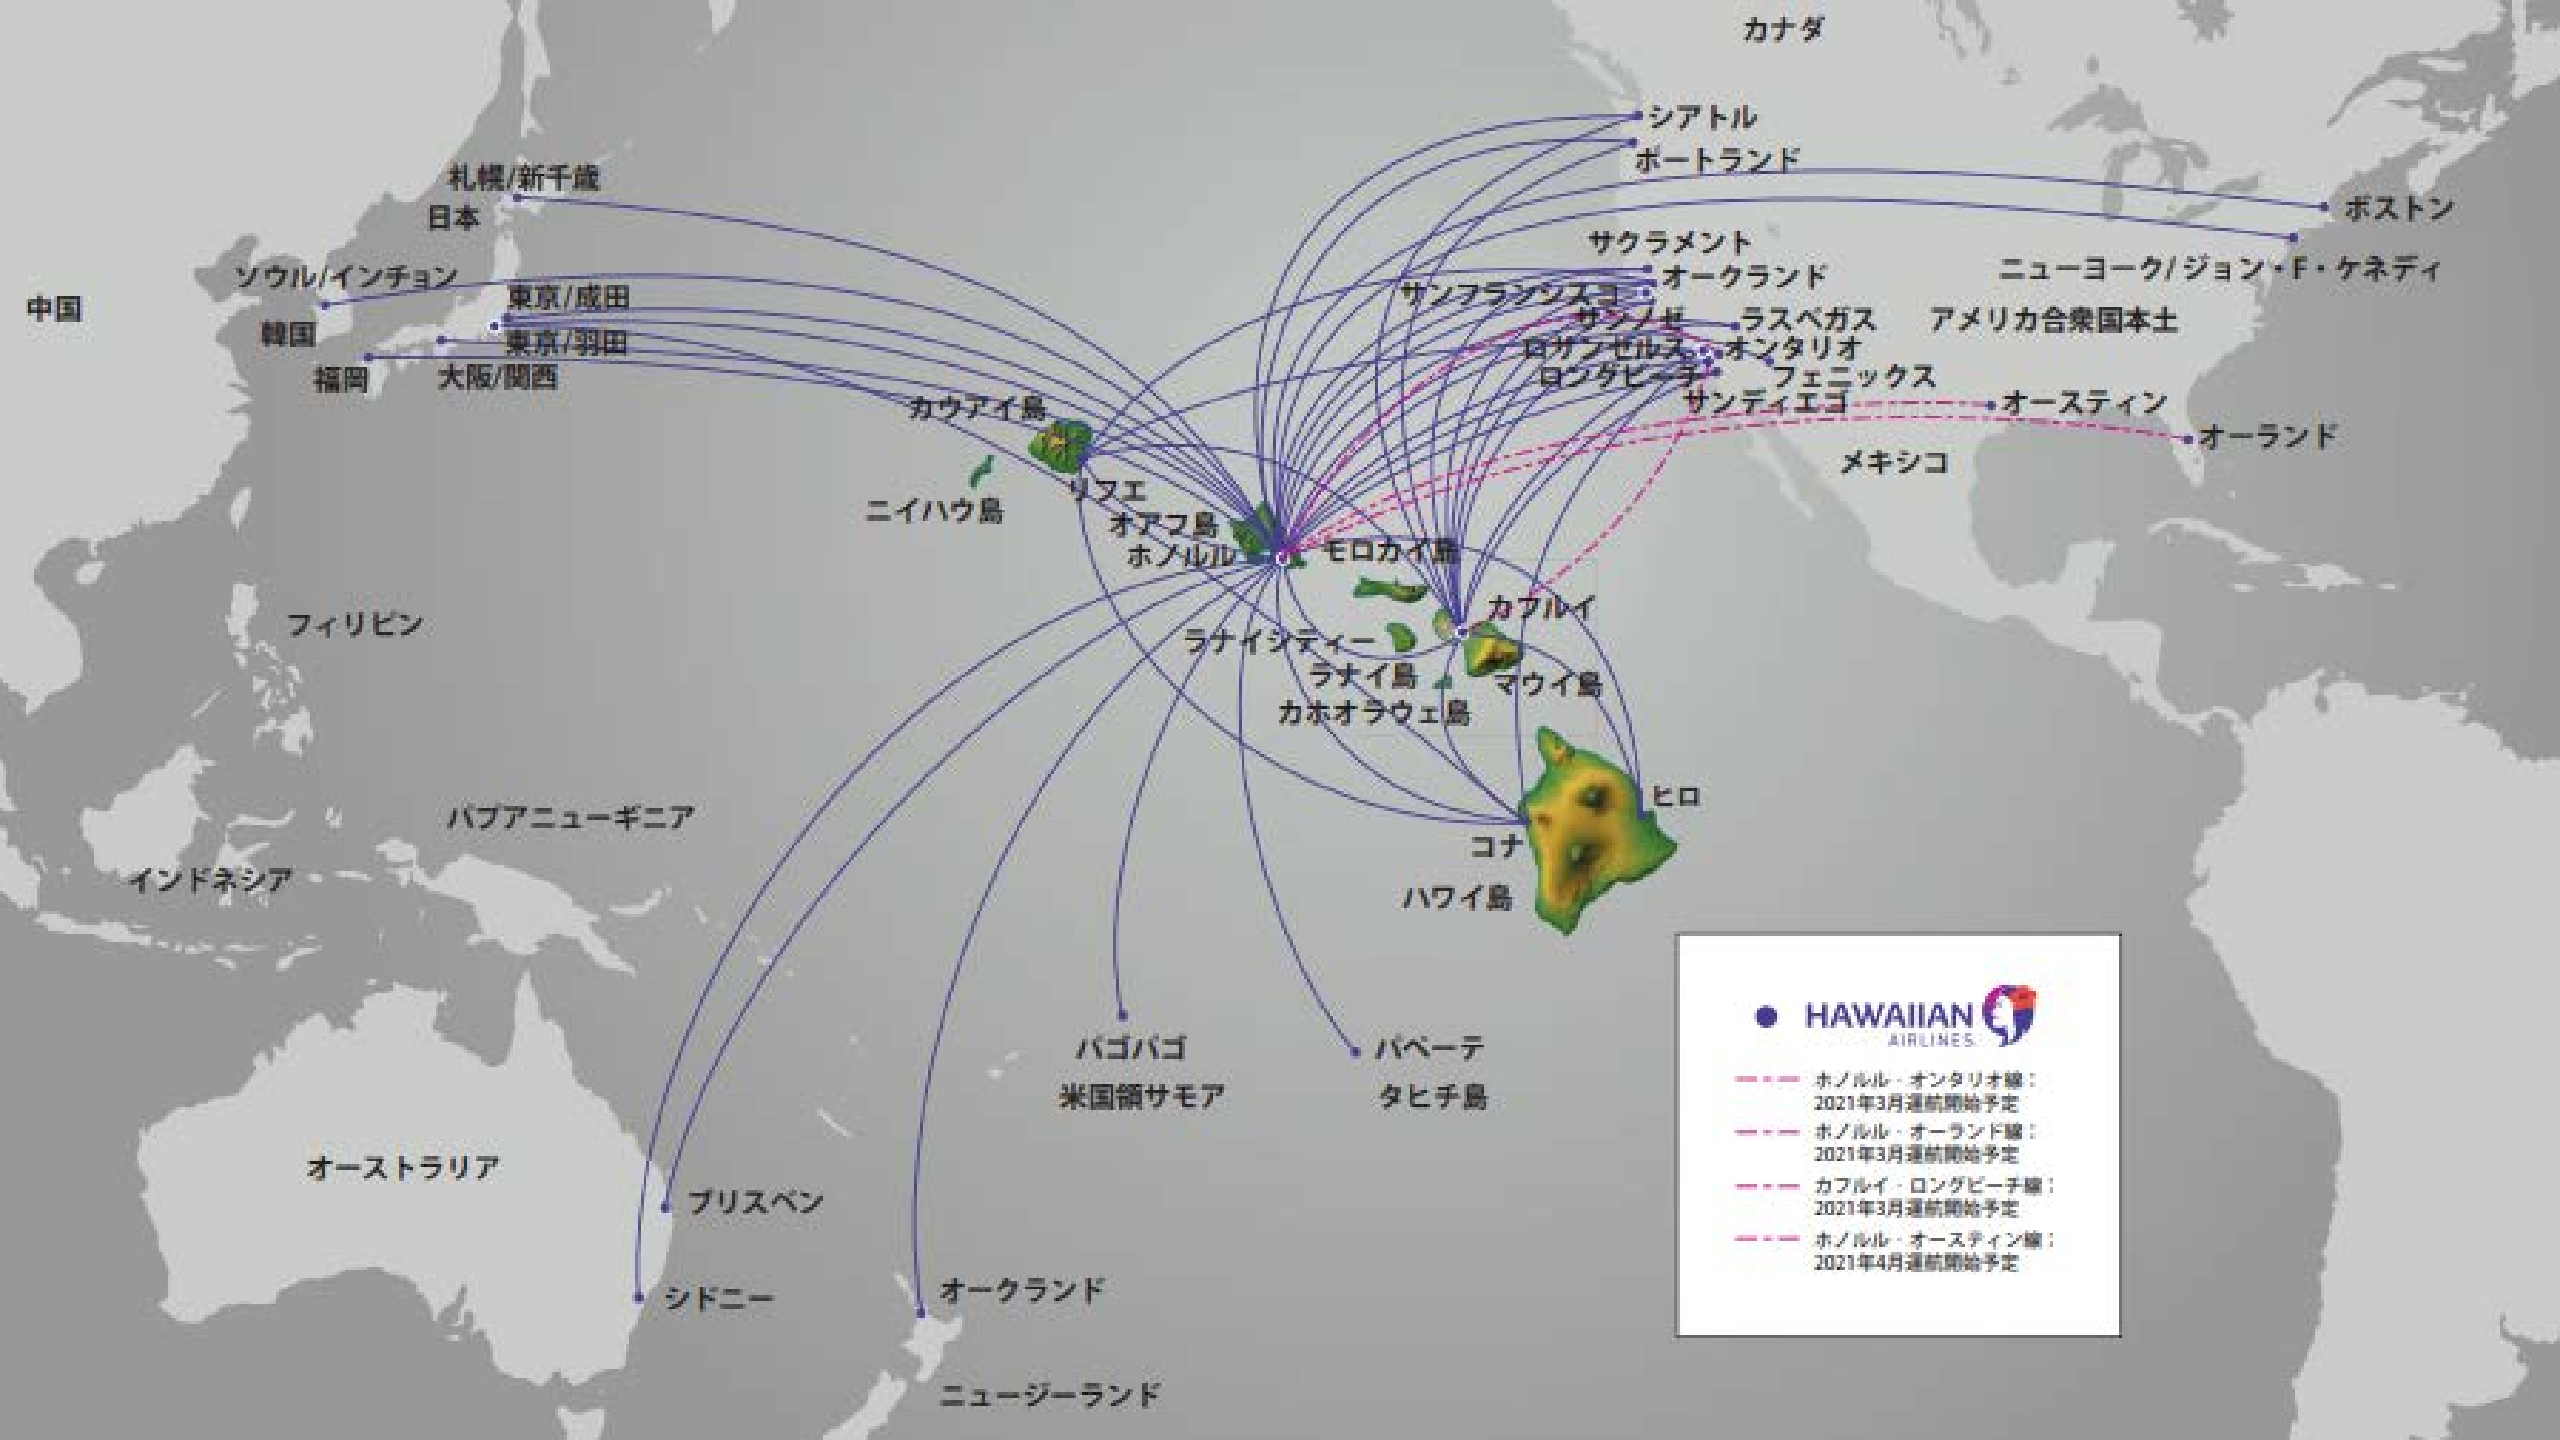 カナダ
シアトル
ポートランド
札幌/新千歳
日本
ボストン
サクラメント
ソウル/インチョン
オークランド
ニューヨーク/ジョン・F・ケネディ
東京/成田
サンフランシスコ
中国
韓国
サンノゼ
ラスベガス
アメリカ合衆国本土
東京/羽田
ロサンゼルス
オンタリオ
福岡
大阪/関西
ロングビーチ
フェニックス
カウアイ島
サンディエゴ
オースティン
オーランド
メキシコ
リフエ
ニイハウ島
オアフ島
ホノルル
モロカイ島
カフルイ
フィリピン
ラナイシティー
ラナイ島
マウイ島
カホオラウェ島
ヒロ
パプアニューギニア
コナ
インドネシア
ハワイ島
HAWAIIAN
AIRLINES
パゴパゴ
米国領サモア
パペーテ
タヒチ島
ホノルル‐オンタリオ線：
2021年3月運航開始予定
ホノルル‐オーランド線：
2021年3月運航開始予定
カフルイ‐ロングビーチ線：
2021年3月運航開始予定
ホノルル‐オースティン線：
2021年4月運航開始予定
オーストラリア
ブリスベン
シドニー
オークランド
ニュージーランド